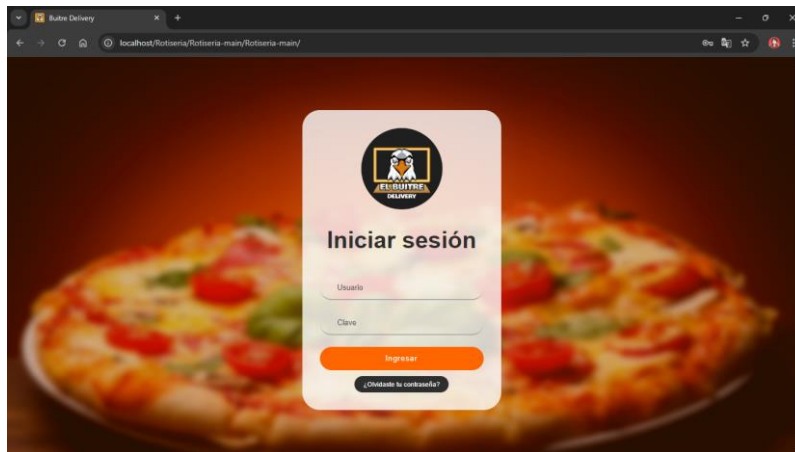 Buitre Delivery
localhost/Rotiseria/Rotiseria-main/Rotiseria-main/
EL BUITRE
DELIVERY
Iniciar sesión
Usuario
Clave
Ingresar
¿Olvidaste tu contraseña?